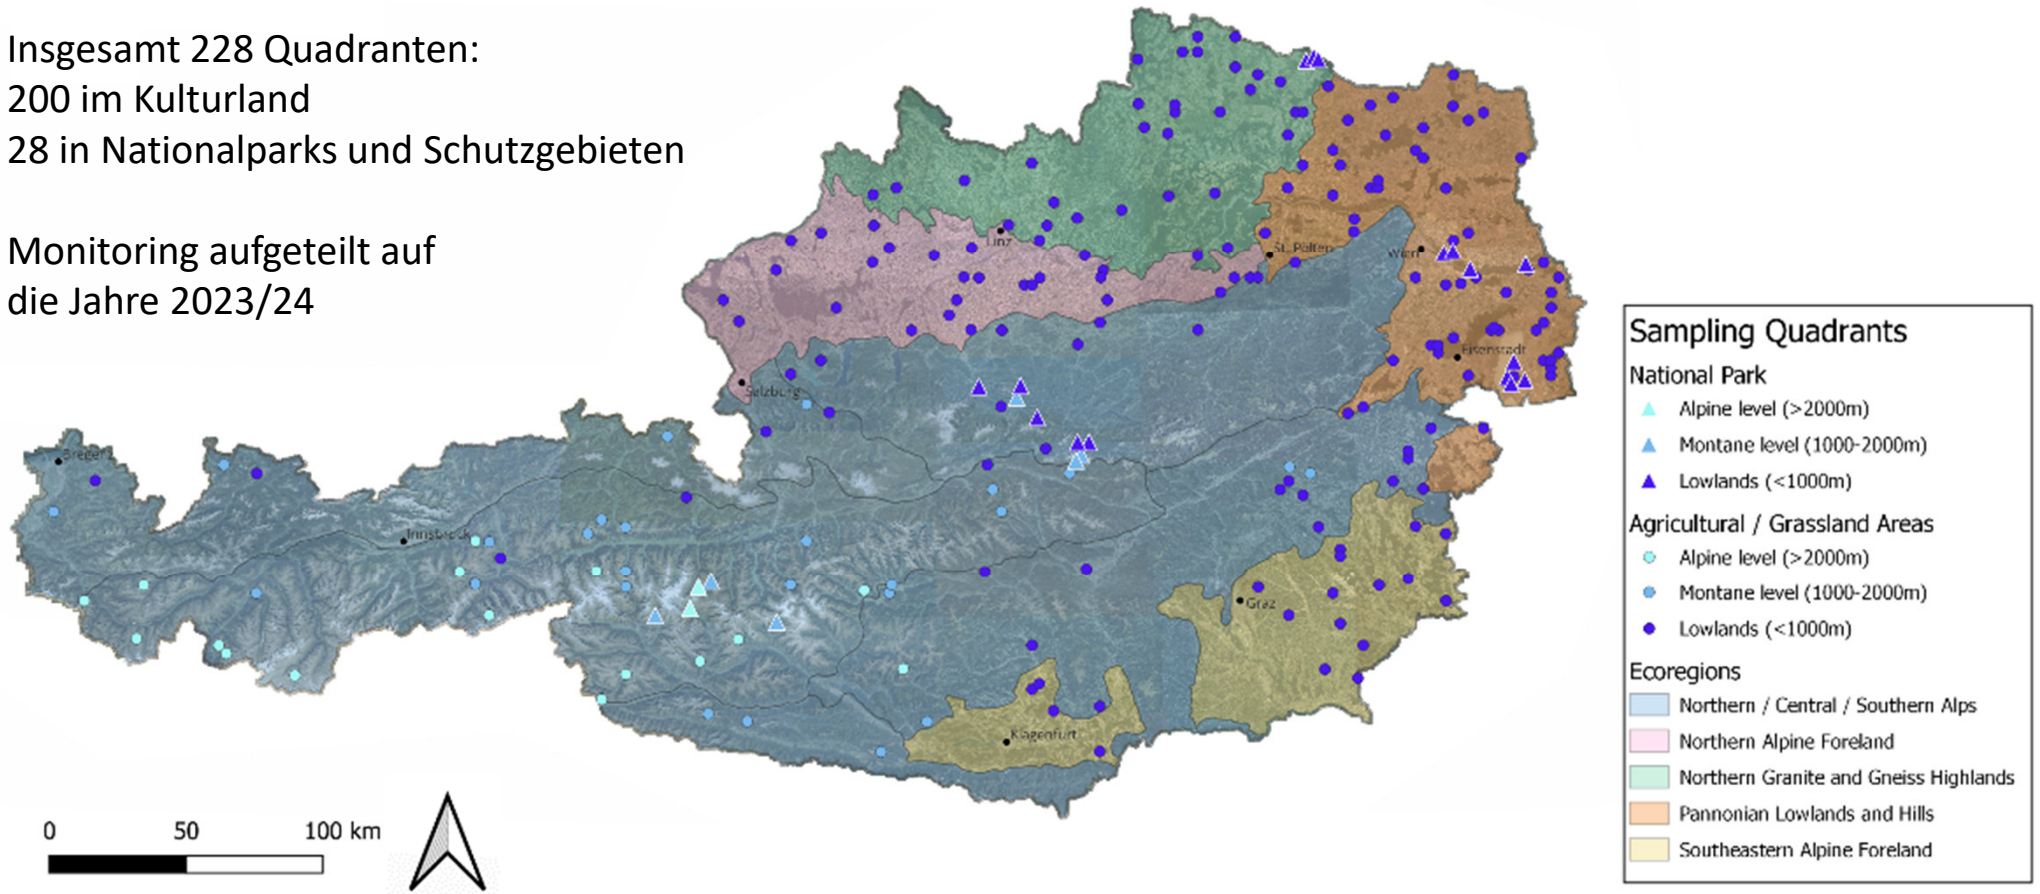 Insgesamt 228 Quadranten:
200 im Kulturland
28 in Nationalparks und Schutzgebieten
Monitoring aufgeteilt auf
die Jahre 2023/24
Linz
St. Pölten
Wien
Eisenstadt
Salzburg
Bregenz
Innsbruck
Graz
Klagenfurt
0 50 100 km
Sampling Quadrants
National Park
Alpine level (>2000m)
Montane level (1000-2000m)
Lowlands (<1000m)
Agricultural / Grassland Areas
Alpine level (>2000m)
Montane level (1000-2000m)
Lowlands (<1000m)
Ecoregions
Northern / Central / Southern Alps
Northern Alpine Foreland
Northern Granite and Gneiss Highlands
Pannonian Lowlands and Hills
Southeastern Alpine Foreland